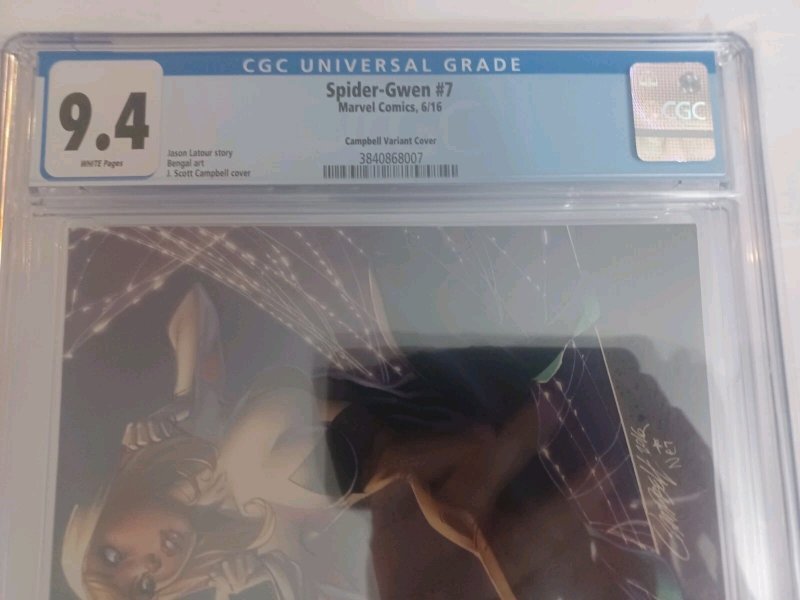 CGC UNIVERSAL GRADE
9.4
WHITE Pages
Spider-Gwen #7
Marvel Comics, 6/16
Campbell Variant Cover
3840868007
Jason Latour story
Bengal art
J. Scott Campbell cover
CGC